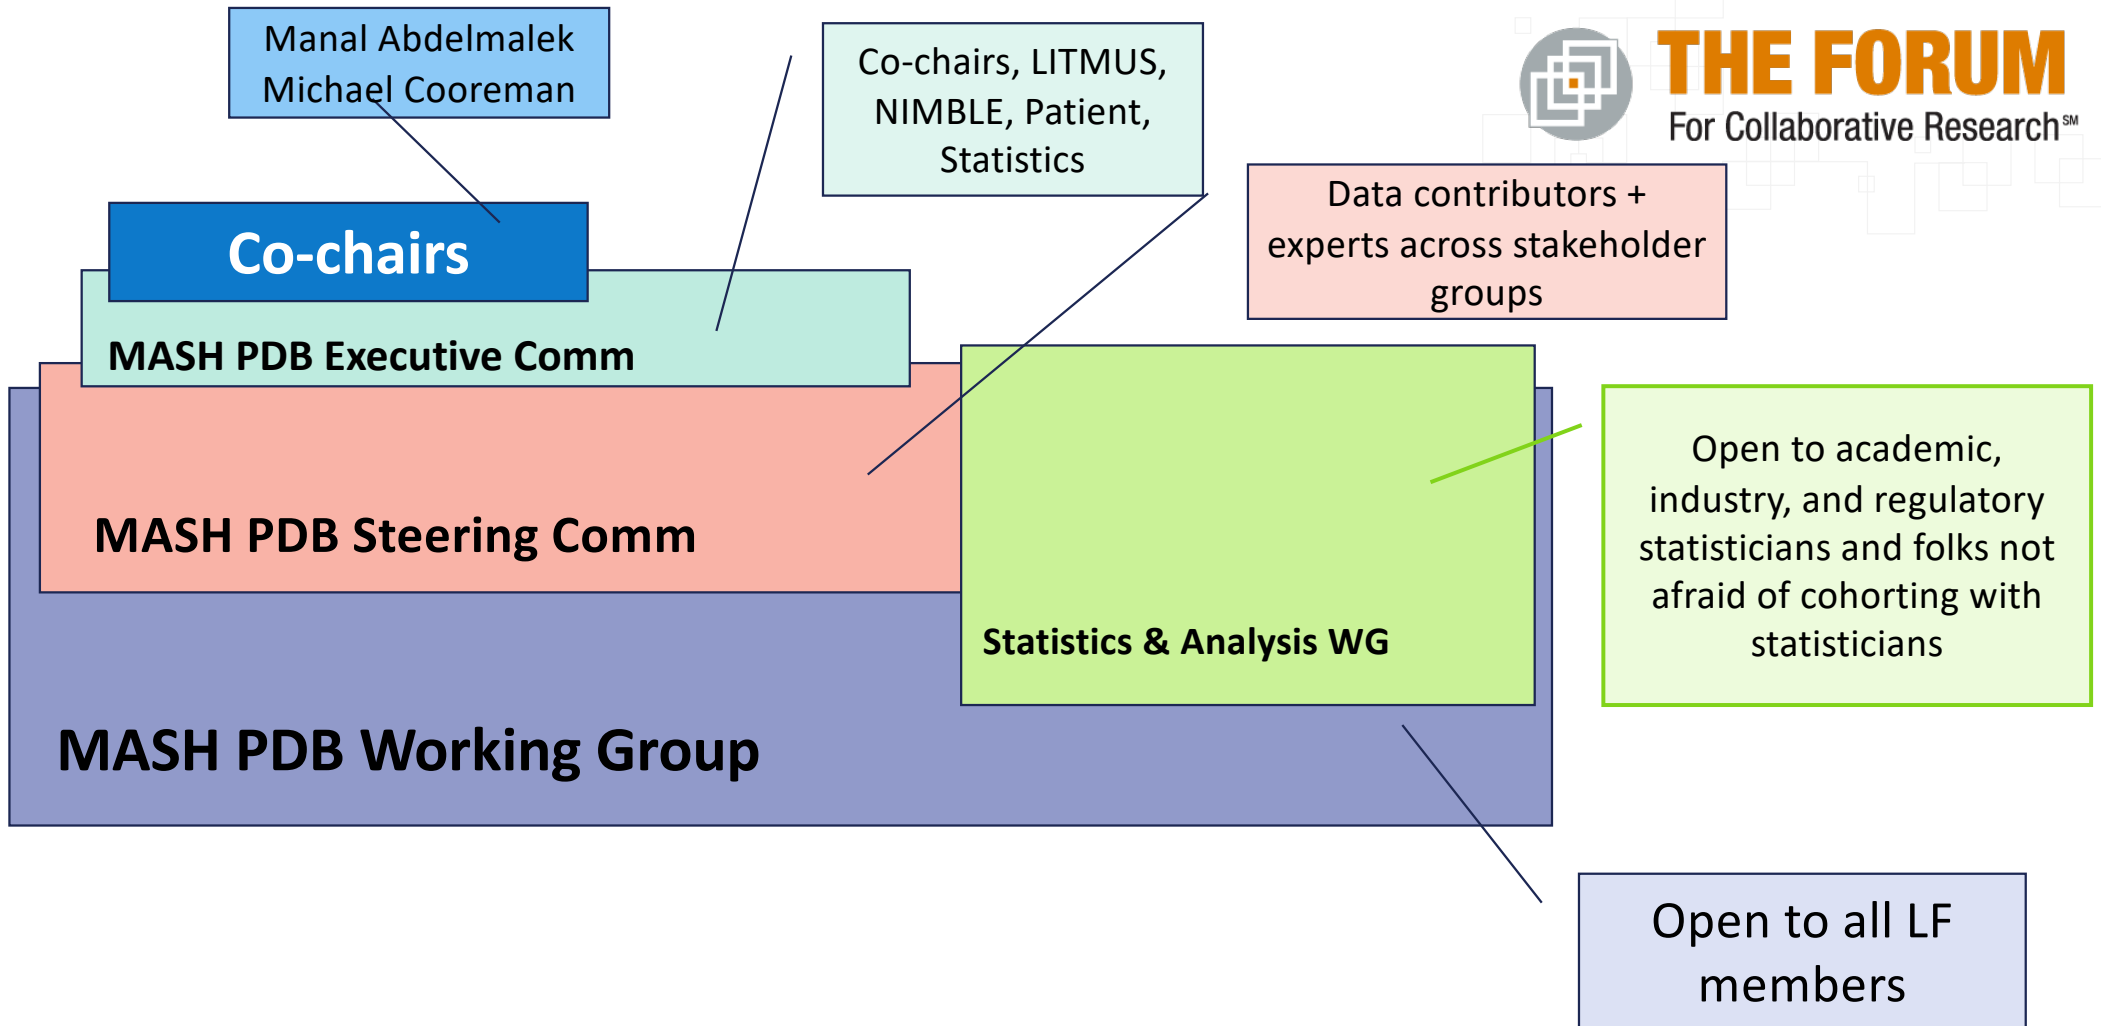 Manal Abdelmalek
Michael Cooreman
Co-chairs, LITMUS,
NIMBLE, Patient,
Statistics
THE FORUM
For Collaborative Research℠
Data contributors +
experts across stakeholder
groups
Co-chairs
MASH PDB Executive Comm
MASH PDB Steering Comm
Statistics & Analysis WG
Open to academic,
industry, and regulatory
statisticians and folks not
afraid of cohorting with
statisticians
MASH PDB Working Group
Open to all LF
members